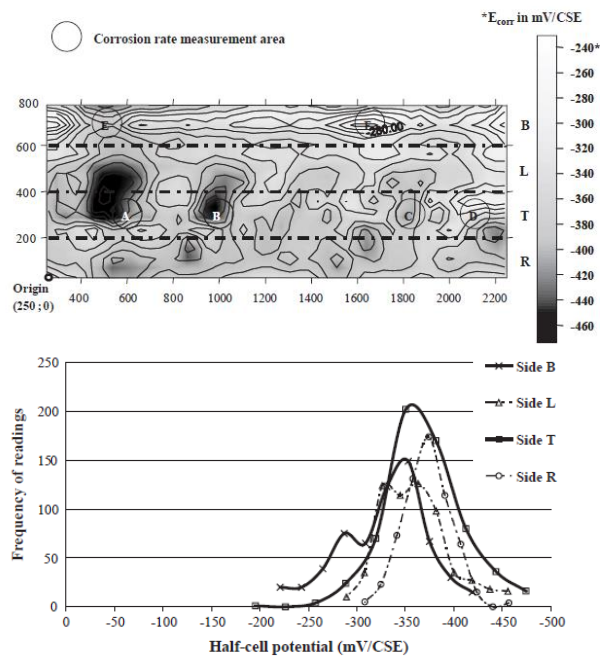 *Ecorr in mV/CSE
Corrosion rate measurement area
-240*
-260
-280
-300
-320
-340
-360
-380
-400
-420
-440
-460
800
600
400
200
E
F
-280.00
A
B
C
D
B
L
T
R
Origin
(250 ; 0)
400 600 800 1000 1200 1400 1600 1800 2000 2200
250
200
150
100
50
0
Frequency of readings
Side B
Side L
Side T
Side R
0 -50 -100 -150 -200 -250 -300 -350 -400 -450 -500
Half-cell potential (mV/CSE)